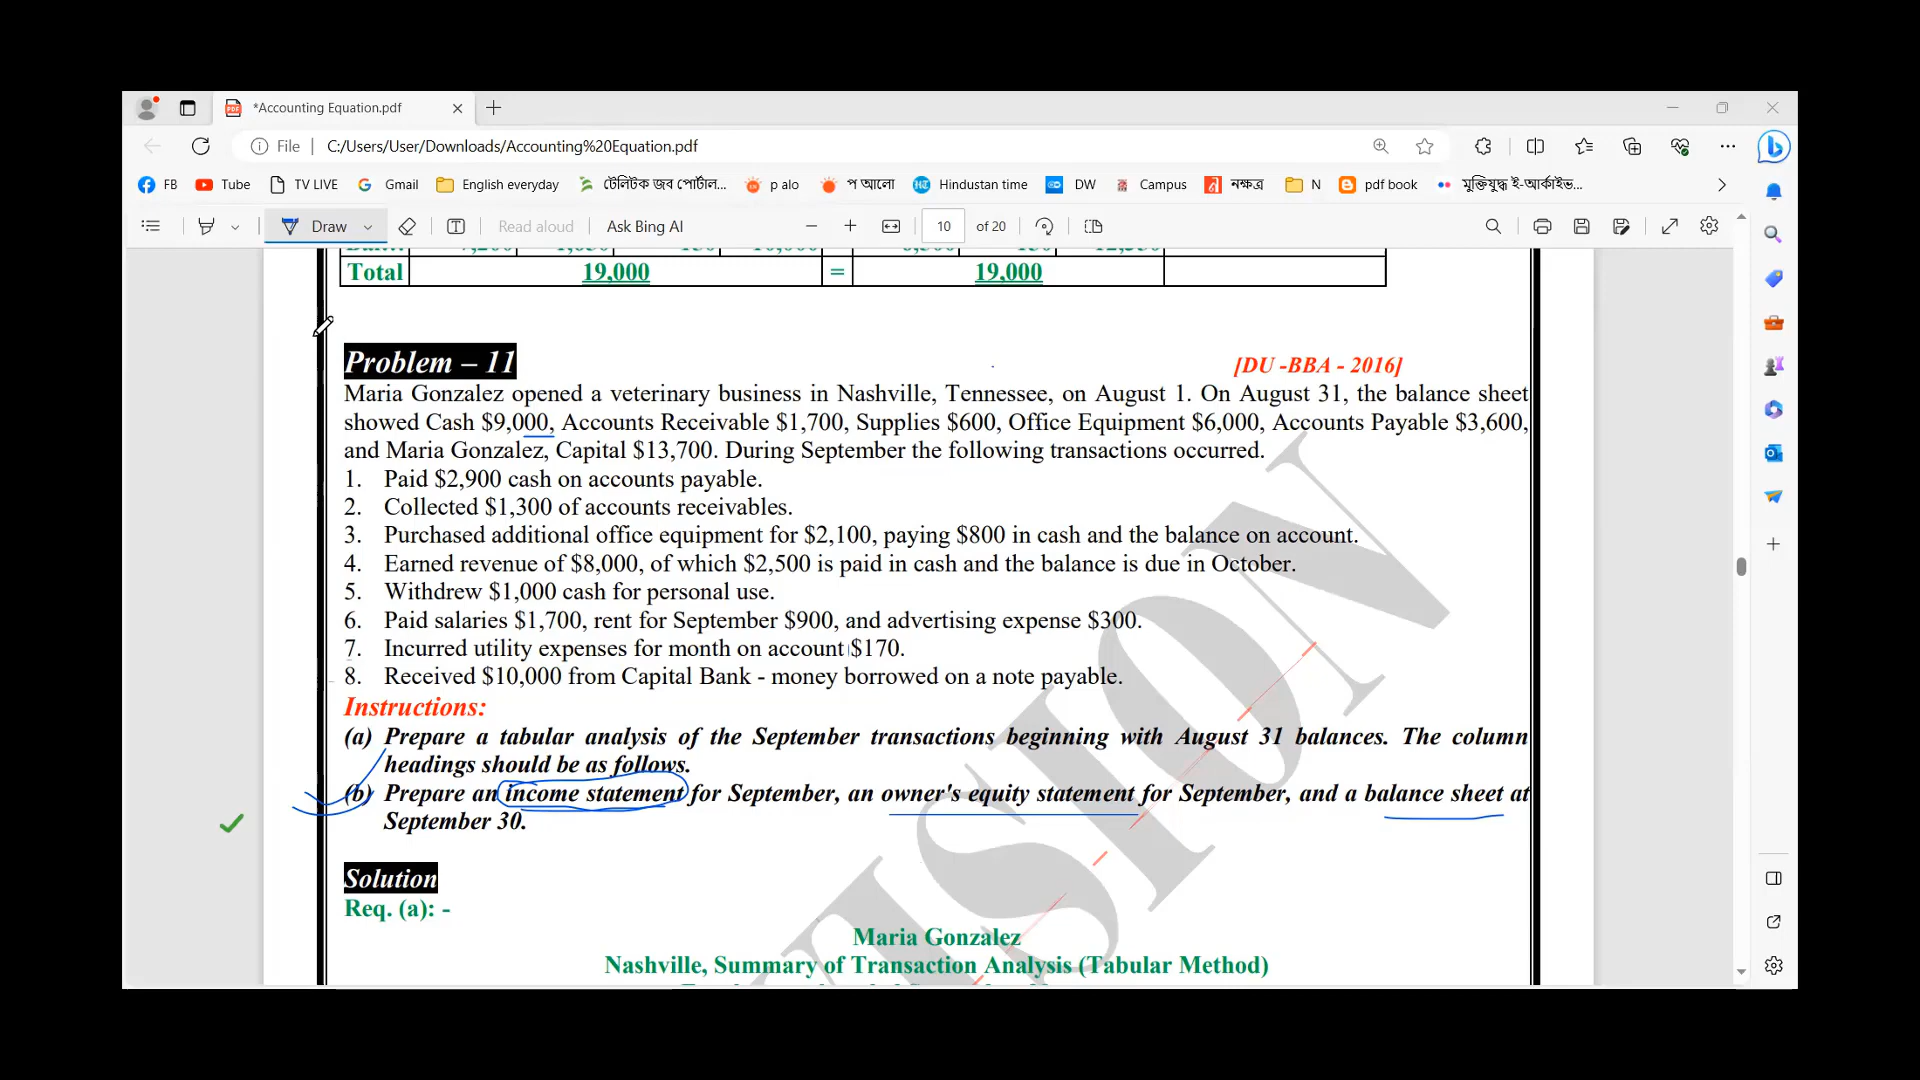 *Accounting Equation.pdf
File C:/Users/User/Downloads/Accounting%20Equation.pdf
FB Tube TV LIVE Gmail English everyday টেলিটক জব পোর্টাল... p alo প আলো Hindustan time DW Campus নক্ষত্র N pdf book মুক্তিযুদ্ধ ই-আর্কাইভ...
Draw Read aloud Ask Bing AI 10 of 20
Total 19,000 = 19,000
Problem – 11 [DU -BBA - 2016]
Maria Gonzalez opened a veterinary business in Nashville, Tennessee, on August 1. On August 31, the balance sheet
showed Cash $9,000, Accounts Receivable $1,700, Supplies $600, Office Equipment $6,000, Accounts Payable $3,600,
and Maria Gonzalez, Capital $13,700. During September the following transactions occurred.
1. Paid $2,900 cash on accounts payable.
2. Collected $1,300 of accounts receivables.
3. Purchased additional office equipment for $2,100, paying $800 in cash and the balance on account.
4. Earned revenue of $8,000, of which $2,500 is paid in cash and the balance is due in October.
5. Withdrew $1,000 cash for personal use.
6. Paid salaries $1,700, rent for September $900, and advertising expense $300.
7. Incurred utility expenses for month on account $170.
8. Received $10,000 from Capital Bank - money borrowed on a note payable.
Instructions:
(a) Prepare a tabular analysis of the September transactions beginning with August 31 balances. The column
headings should be as follows.
(b) Prepare an income statement for September, an owner's equity statement for September, and a balance sheet at
September 30.
Solution
Req. (a): -
Maria Gonzalez
Nashville, Summary of Transaction Analysis (Tabular Method)